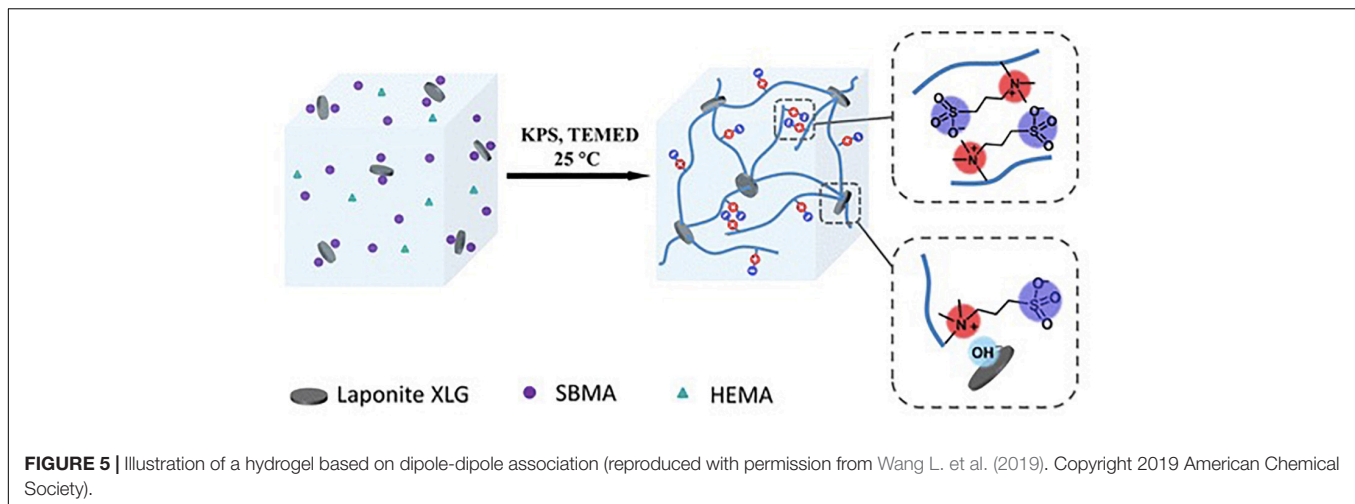 KPS, TEMED
25 °C
N
+
O
S
O
O-
O-
S
O
O
N
+
O-
S
O
O
N
+
OH-
Laponite XLG
SBMA
HEMA
FIGURE 5 | Illustration of a hydrogel based on dipole-dipole association (reproduced with permission from Wang L. et al. (2019). Copyright 2019 American Chemical
Society).